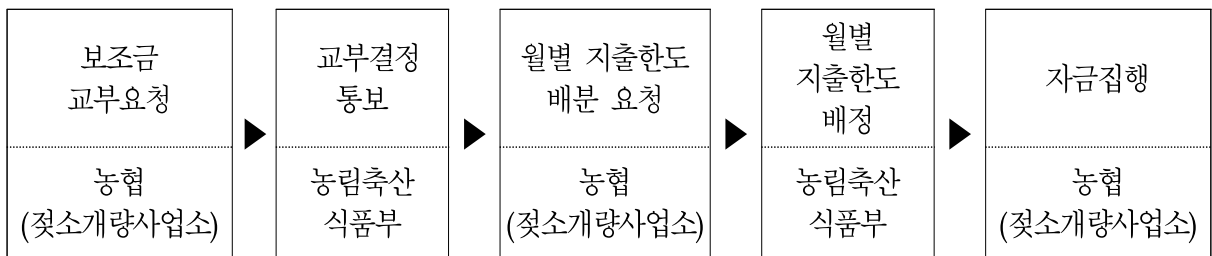 보조금
교부요청
농협
(젖소개량사업소)
교부결정
통보
농림축산
식품부
월별 지출한도
배분 요청
농협
(젖소개량사업소)
월별
지출한도
배정
농림축산
식품부
자금집행
농협
(젖소개량사업소)